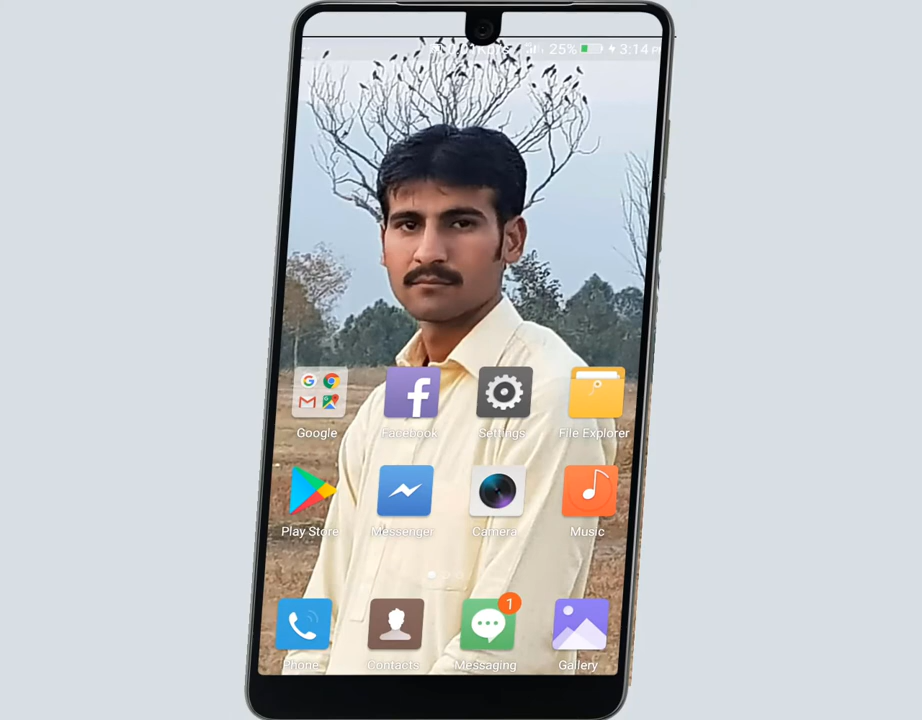 25% 3:14
Google Facebook Settings File Explorer
Play Store Messenger Camera Music
1
Phone Contacts Messaging Gallery